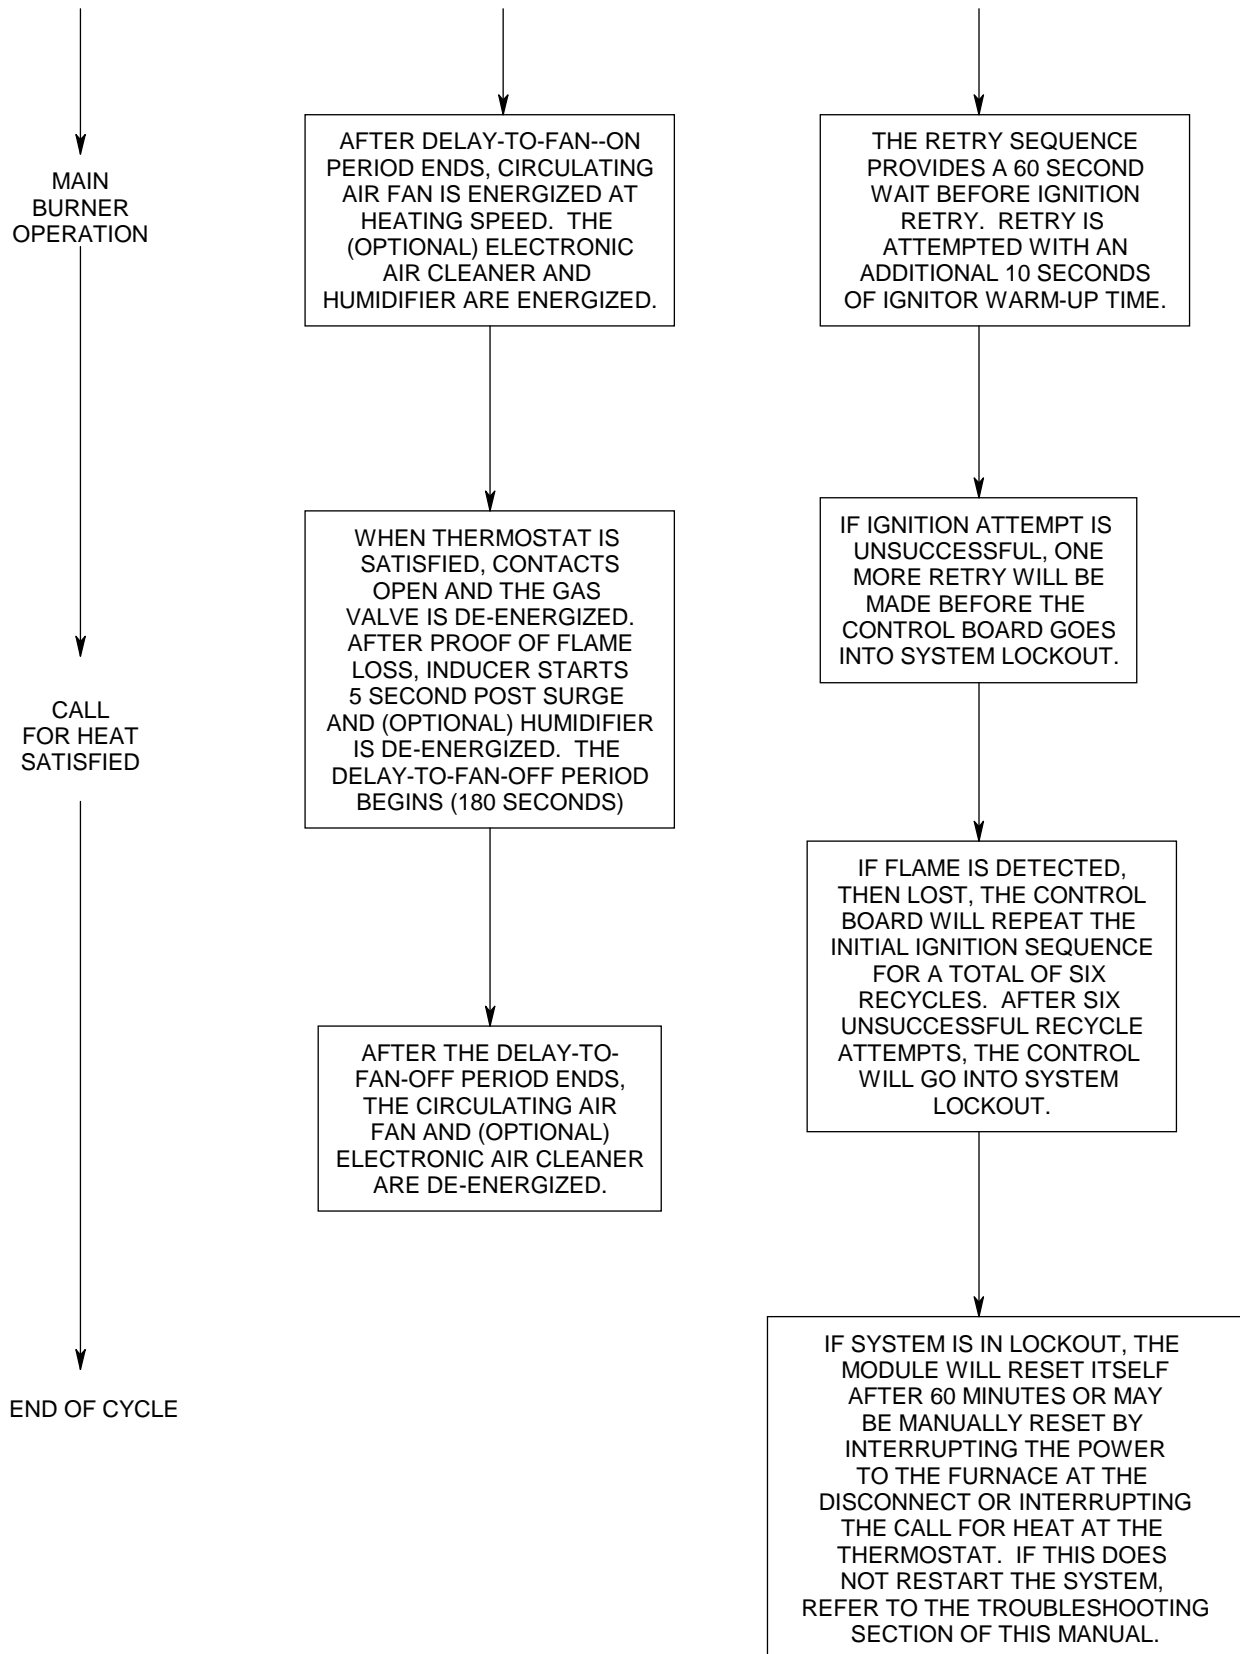 MAIN
BURNER
OPERATION
CALL
FOR HEAT
SATISFIED
END OF CYCLE
AFTER DELAY-TO-FAN--ON
PERIOD ENDS, CIRCULATING
AIR FAN IS ENERGIZED AT
HEATING SPEED. THE
(OPTIONAL) ELECTRONIC
AIR CLEANER AND
HUMIDIFIER ARE ENERGIZED.
WHEN THERMOSTAT IS
SATISFIED, CONTACTS
OPEN AND THE GAS
VALVE IS DE-ENERGIZED.
AFTER PROOF OF FLAME
LOSS, INDUCER STARTS
5 SECOND POST SURGE
AND (OPTIONAL) HUMIDIFIER
IS DE-ENERGIZED. THE
DELAY-TO-FAN-OFF PERIOD
BEGINS (180 SECONDS)
AFTER THE DELAY-TO-
FAN-OFF PERIOD ENDS,
THE CIRCULATING AIR
FAN AND (OPTIONAL)
ELECTRONIC AIR CLEANER
ARE DE-ENERGIZED.
THE RETRY SEQUENCE
PROVIDES A 60 SECOND
WAIT BEFORE IGNITION
RETRY. RETRY IS
ATTEMPTED WITH AN
ADDITIONAL 10 SECONDS
OF IGNITOR WARM-UP TIME.
IF IGNITION ATTEMPT IS
UNSUCCESSFUL, ONE
MORE RETRY WILL BE
MADE BEFORE THE
CONTROL BOARD GOES
INTO SYSTEM LOCKOUT.
IF FLAME IS DETECTED,
THEN LOST, THE CONTROL
BOARD WILL REPEAT THE
INITIAL IGNITION SEQUENCE
FOR A TOTAL OF SIX
RECYCLES. AFTER SIX
UNSUCCESSFUL RECYCLE
ATTEMPTS, THE CONTROL
WILL GO INTO SYSTEM
LOCKOUT.
IF SYSTEM IS IN LOCKOUT, THE
MODULE WILL RESET ITSELF
AFTER 60 MINUTES OR MAY
BE MANUALLY RESET BY
INTERRUPTING THE POWER
TO THE FURNACE AT THE
DISCONNECT OR INTERRUPTING
THE CALL FOR HEAT AT THE
THERMOSTAT. IF THIS DOES
NOT RESTART THE SYSTEM,
REFER TO THE TROUBLESHOOTING
SECTION OF THIS MANUAL.